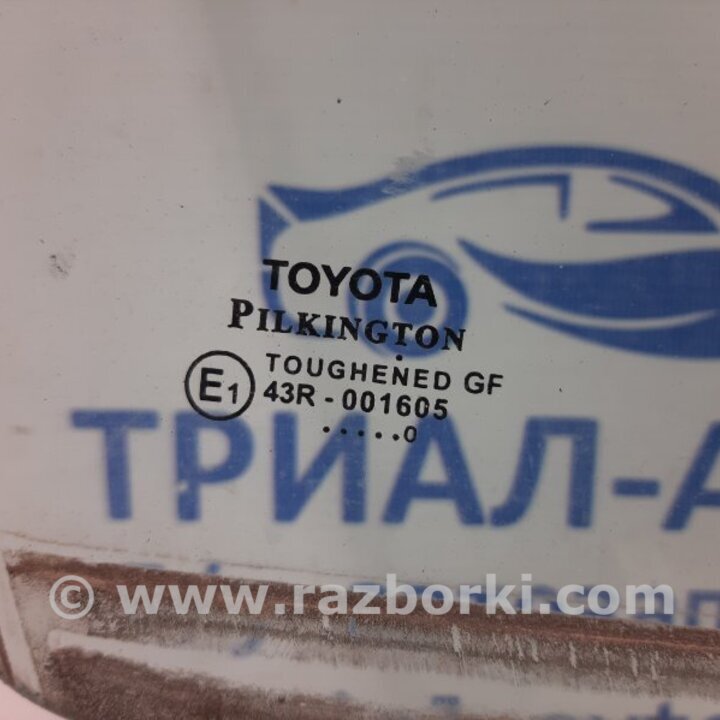 TOYOTA
PILKINGTON
E1
TOUGHENED GF
43R - 001605
.....0
ТРИАЛ-А
© www.razborki.com